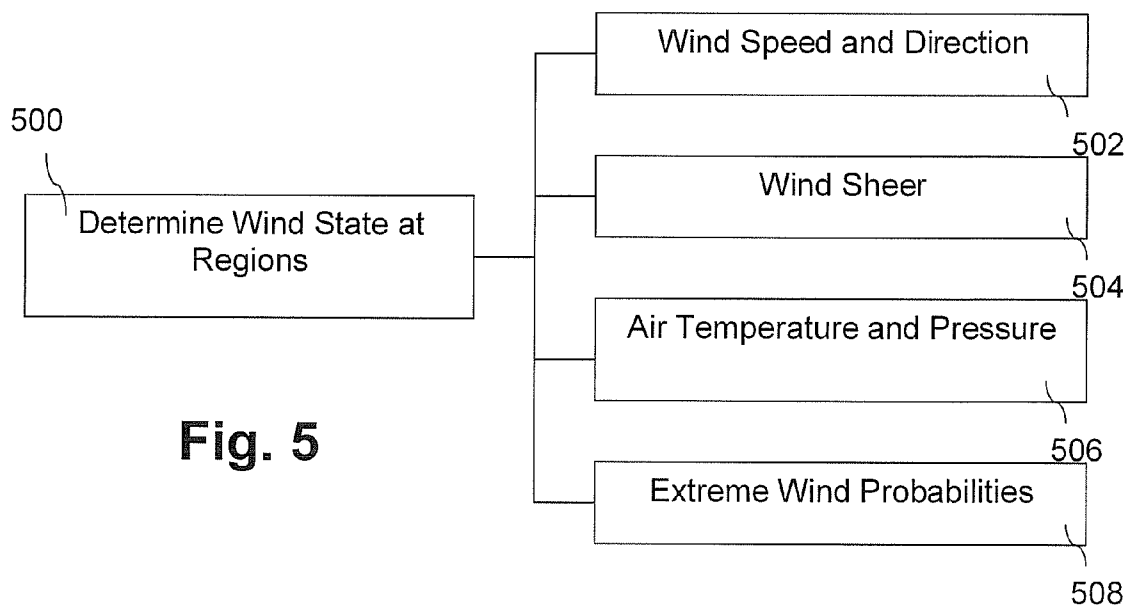 Wind Speed and Direction
502
500
Determine Wind State at
Regions
Wind Sheer
504
Air Temperature and Pressure
506
Extreme Wind Probabilities
508
Fig. 5